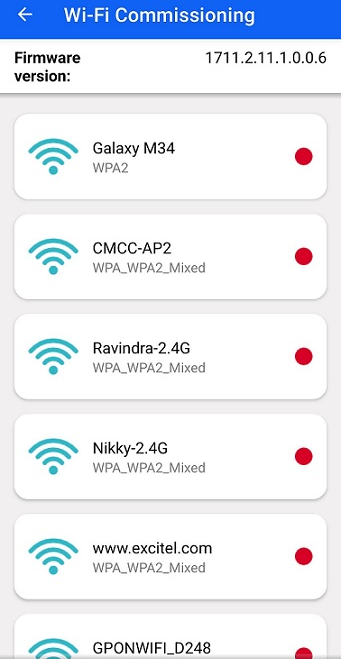 Wi-Fi Commissioning
Firmware version: 1711.2.11.1.0.0.6
Galaxy M34
WPA2
CMCC-AP2
WPA_WPA2_Mixed
Ravindra-2.4G
WPA_WPA2_Mixed
Nikky-2.4G
WPA_WPA2_Mixed
www.excitel.com
WPA_WPA2_Mixed
GPONWIFI_D248